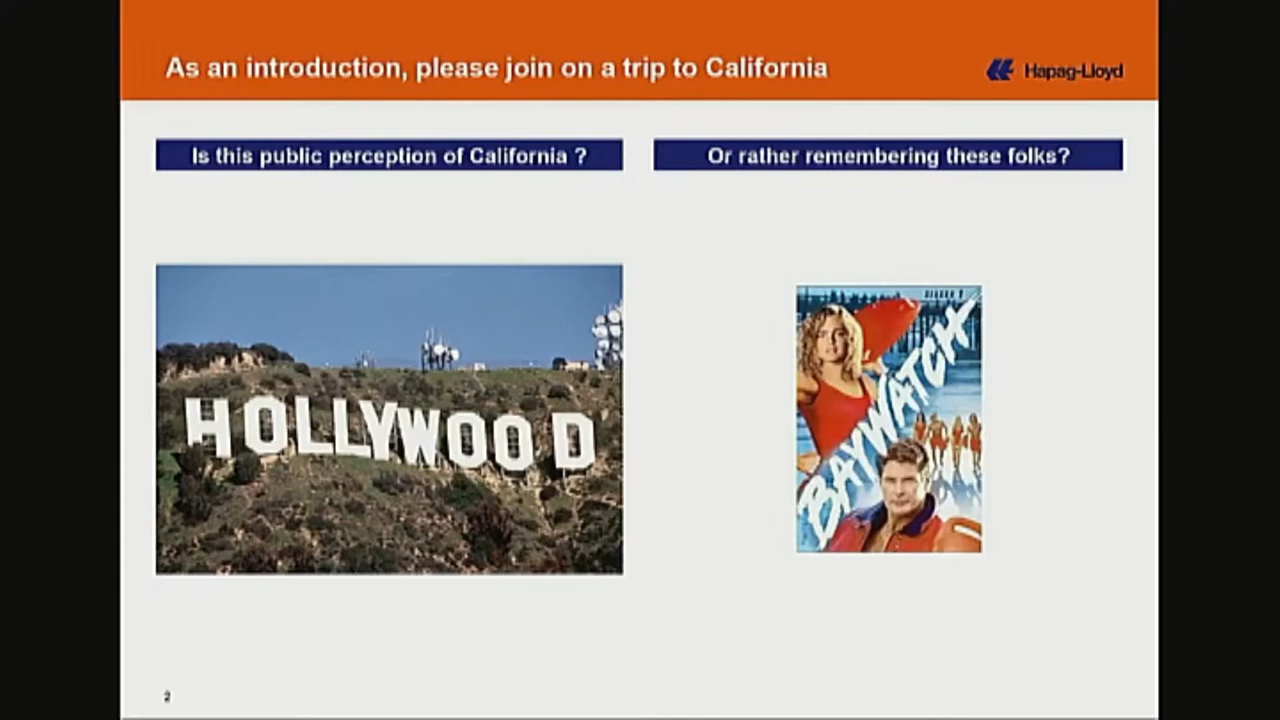 As an introduction, please join on a trip to California
Hapag-Lloyd
Is this public perception of California ?
Or rather remembering these folks?
HOLLYWOOD
BAYWATCH
2